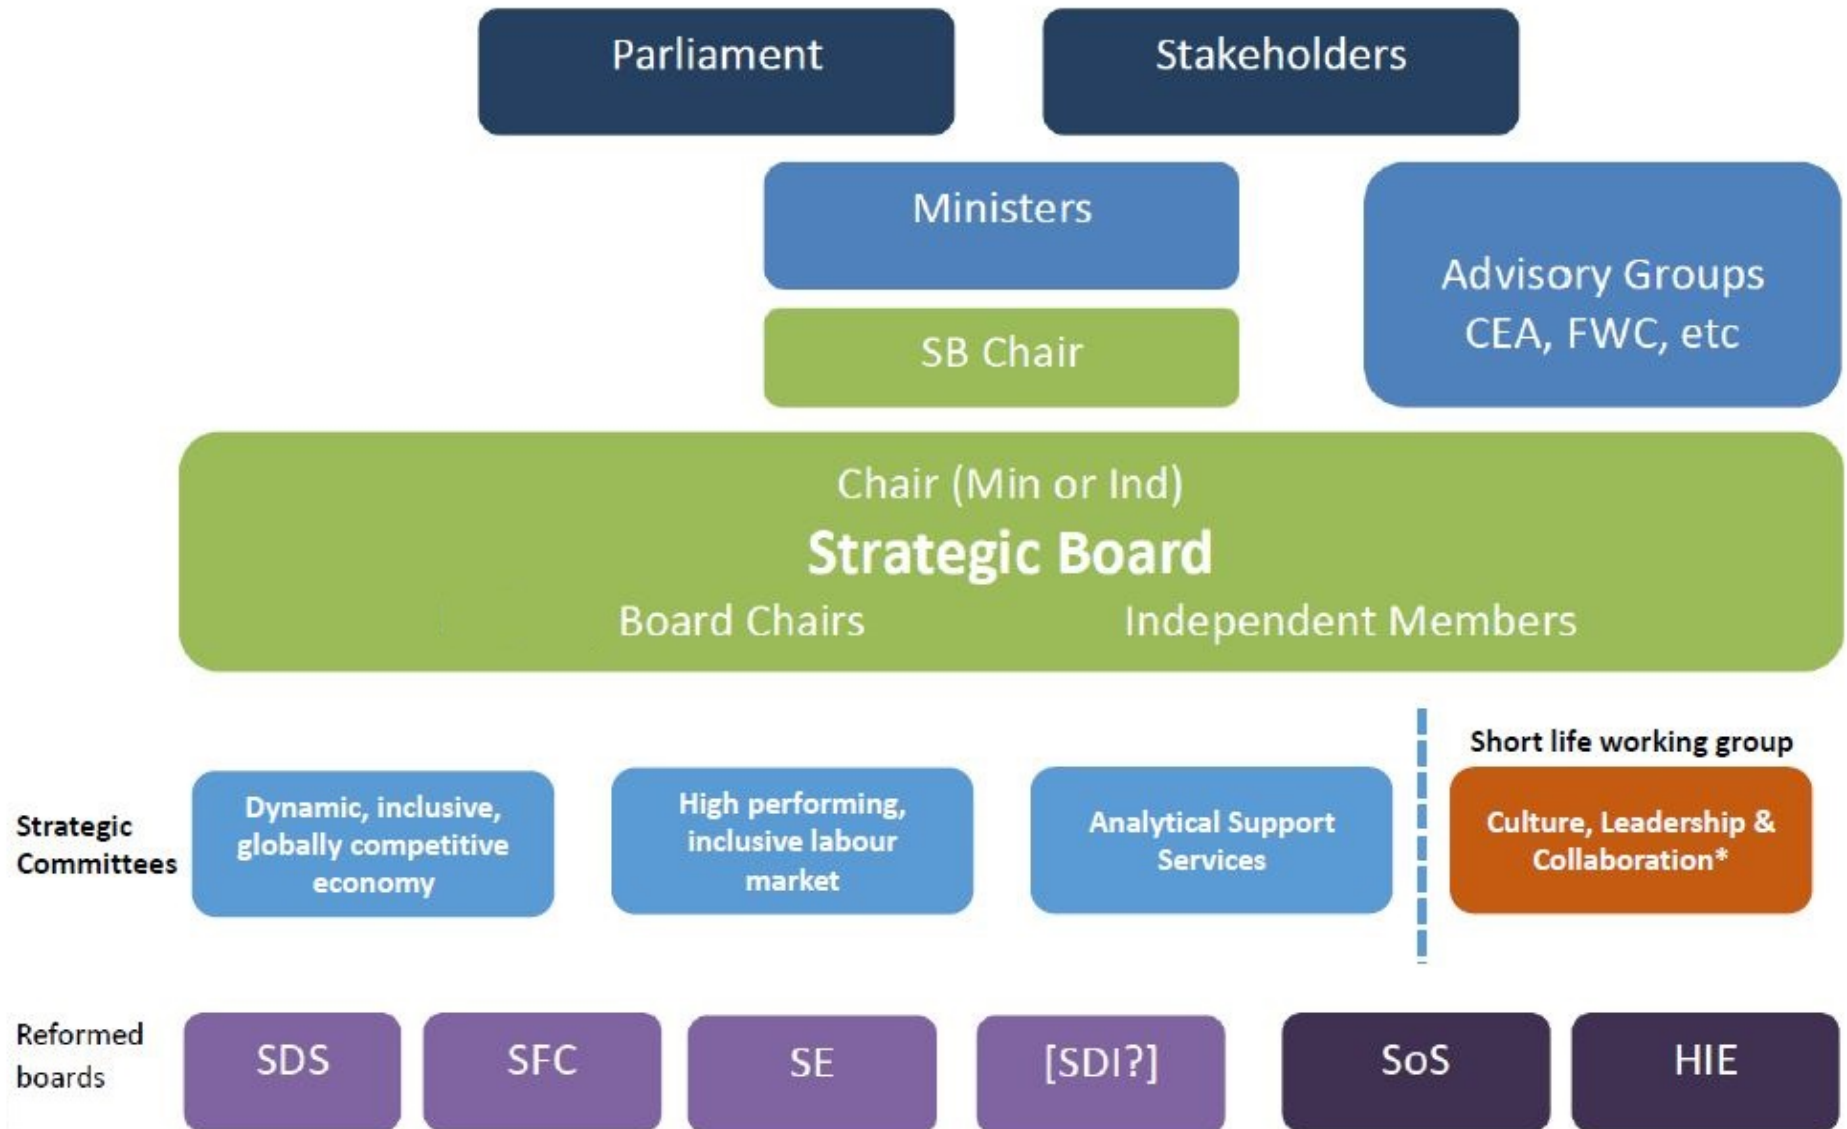 Parliament
Stakeholders
Ministers
Advisory Groups
CEA, FWC, etc
SB Chair
Chair (Min or Ind)
Strategic Board
Board Chairs
Independent Members
Short life working group
Strategic
Committees
Dynamic, inclusive,
globally competitive
economy
High performing,
inclusive labour
market
Analytical Support
Services
Culture, Leadership &
Collaboration*
Reformed
boards
SDS
SFC
SE
[SDI?]
SoS
HIE